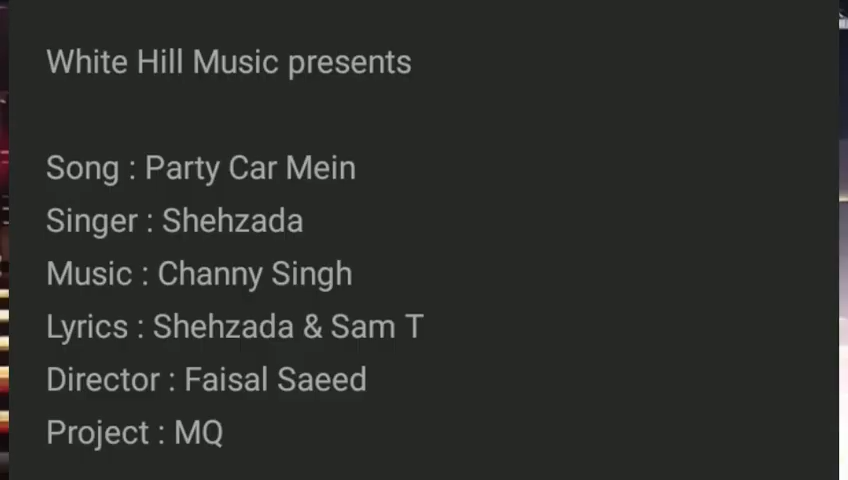 White Hill Music presents
Song : Party Car Mein
Singer : Shehzada
Music : Channy Singh
Lyrics : Shehzada & Sam T
Director : Faisal Saeed
Project : MQ